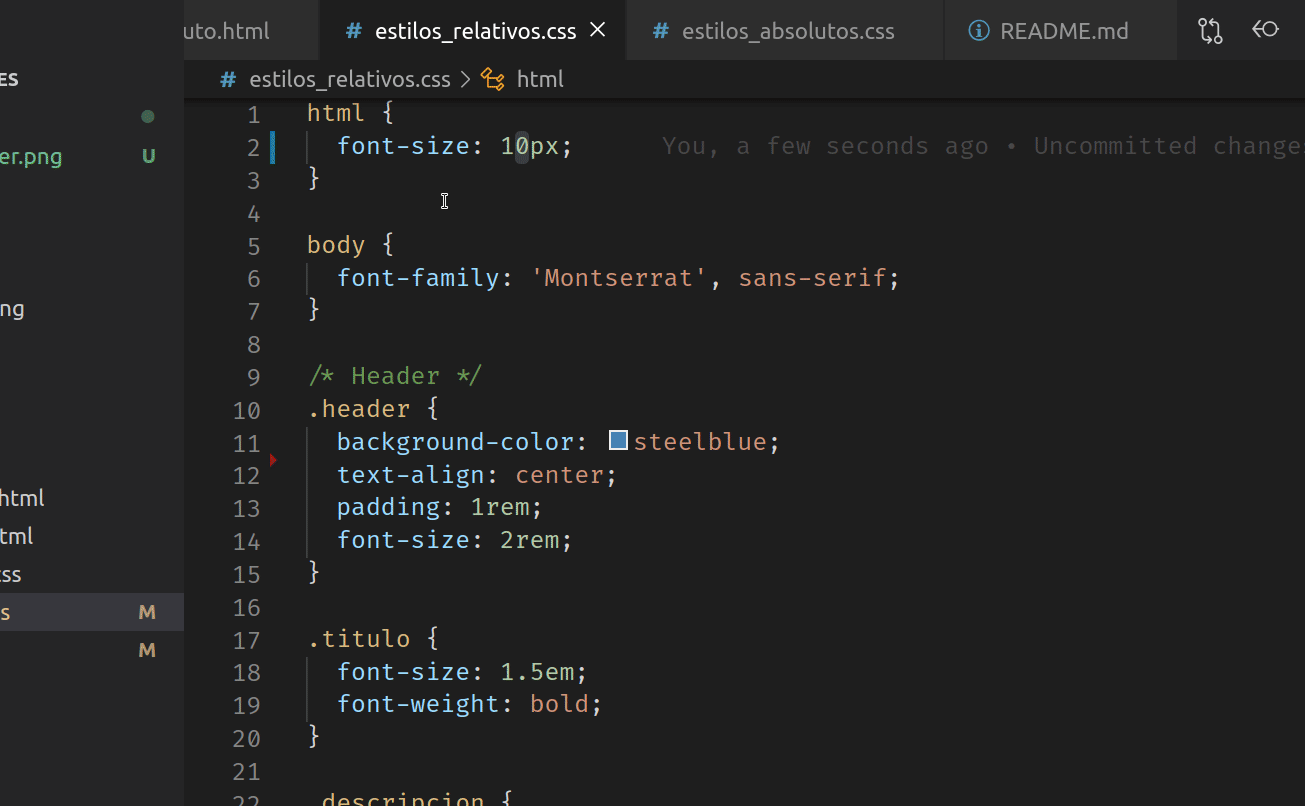 uto.html # estilos_relativos.css × # estilos_absolutos.css README.md
ES # estilos_relativos.css > html
1 html {
2 font-size: 10px; You, a few seconds ago • Uncommitted change
er.png U
3 }
4
5 body {
6 font-family: 'Montserrat', sans-serif;
ng 7 }
8
9 /* Header */
10 .header {
11 background-color: steelblue;
12 text-align: center;
html 13 padding: 1rem;
tml 14 font-size: 2rem;
css 15 }
s M 16
M 17 .titulo {
18 font-size: 1.5em;
19 font-weight: bold;
20 }
21
22 .descripcion {